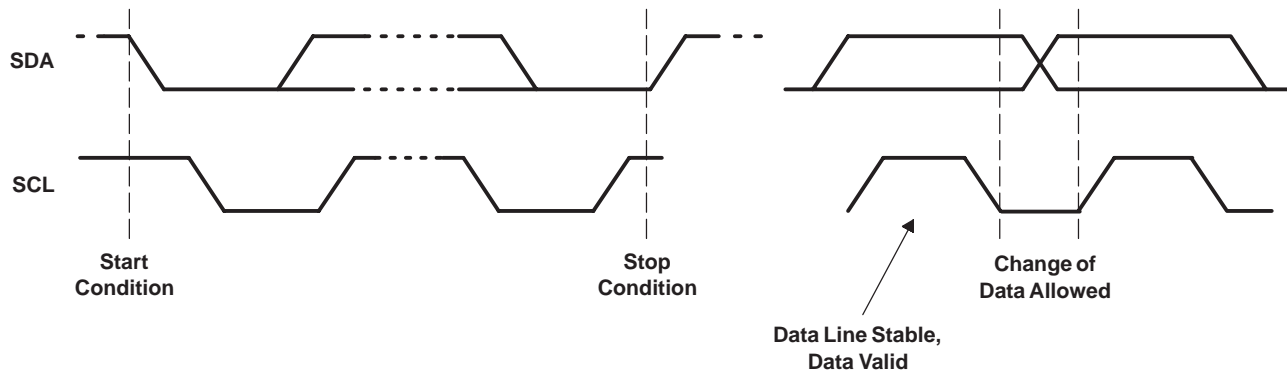 SDA
SCL
Start
Condition
Stop
Condition
Change of
Data Allowed
Data Line Stable,
Data Valid